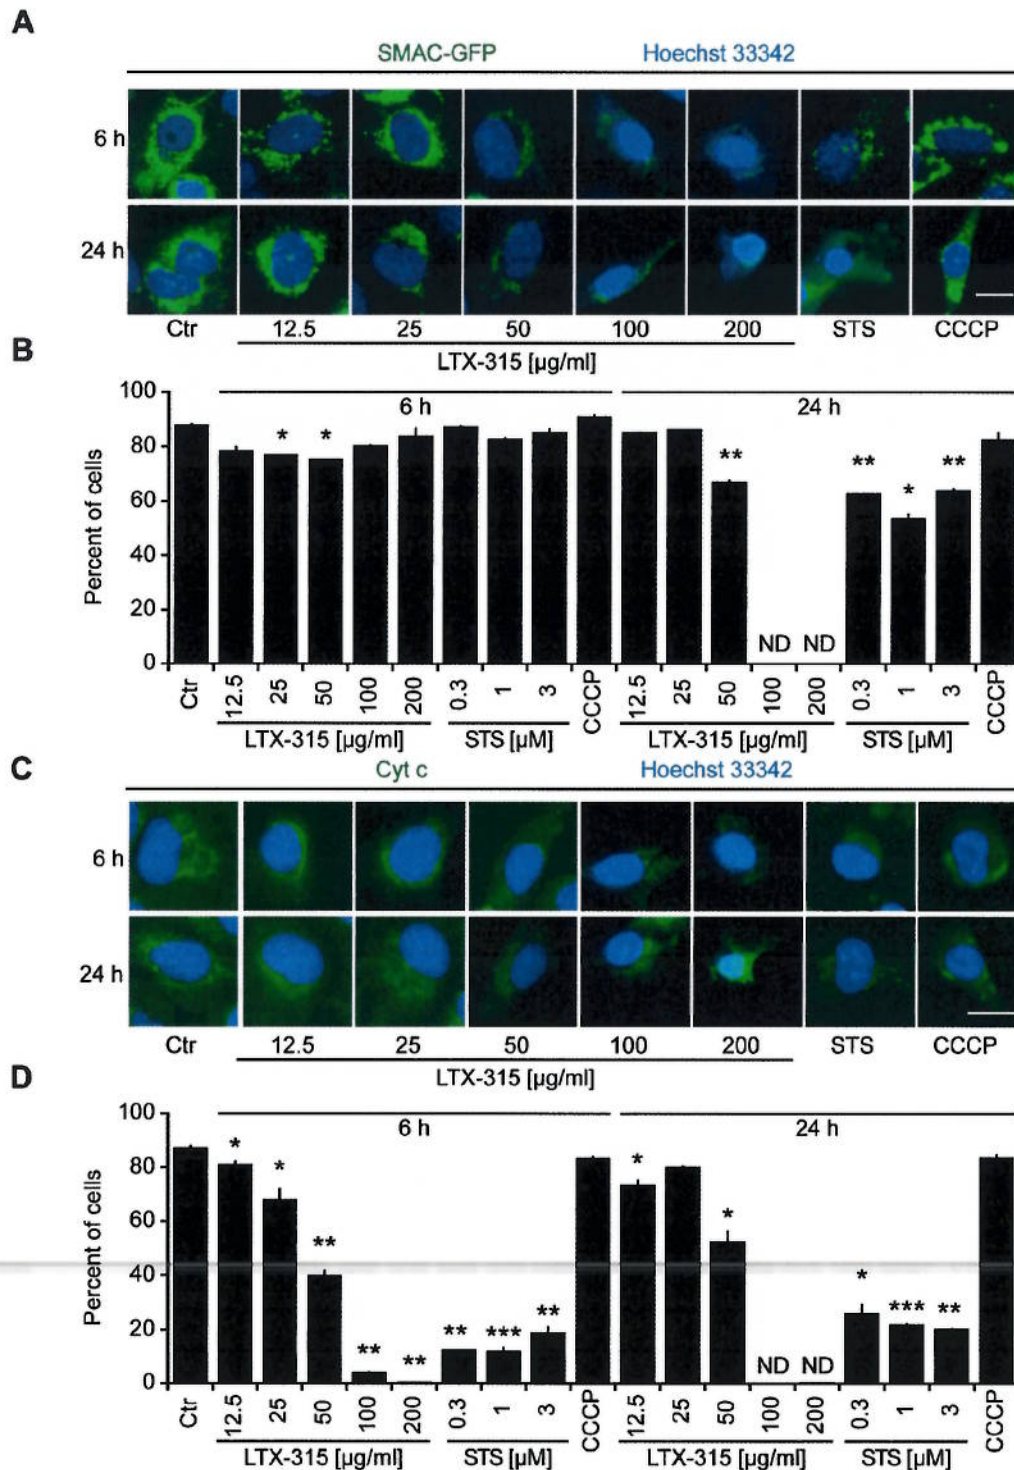 A
SMAC-GFP Hoechst 33342
6 h
24 h
Ctr 12.5 25 50 100 200 STS CCCP
LTX-315 [µg/ml]
B
100
6 h 24 h
80
* * ** ** * **
60
Percent of cells
40
20
ND ND
0
Ctr 12.5 25 50 100 200 0.3 1 3 CCCP 12.5 25 50 100 200 0.3 1 3 CCCP
LTX-315 [µg/ml] STS [µM] LTX-315 [µg/ml] STS [µM]
C
Cyt c Hoechst 33342
6 h
24 h
Ctr 12.5 25 50 100 200 STS CCCP
LTX-315 [µg/ml]
D
100
6 h 24 h
80
* * ** ** ** ** *** ** * * * *** **
60
Percent of cells
40
20
ND ND
0
Ctr 12.5 25 50 100 200 0.3 1 3 CCCP 12.5 25 50 100 200 0.3 1 3 CCCP
LTX-315 [µg/ml] STS [µM] LTX-315 [µg/ml] STS [µM]